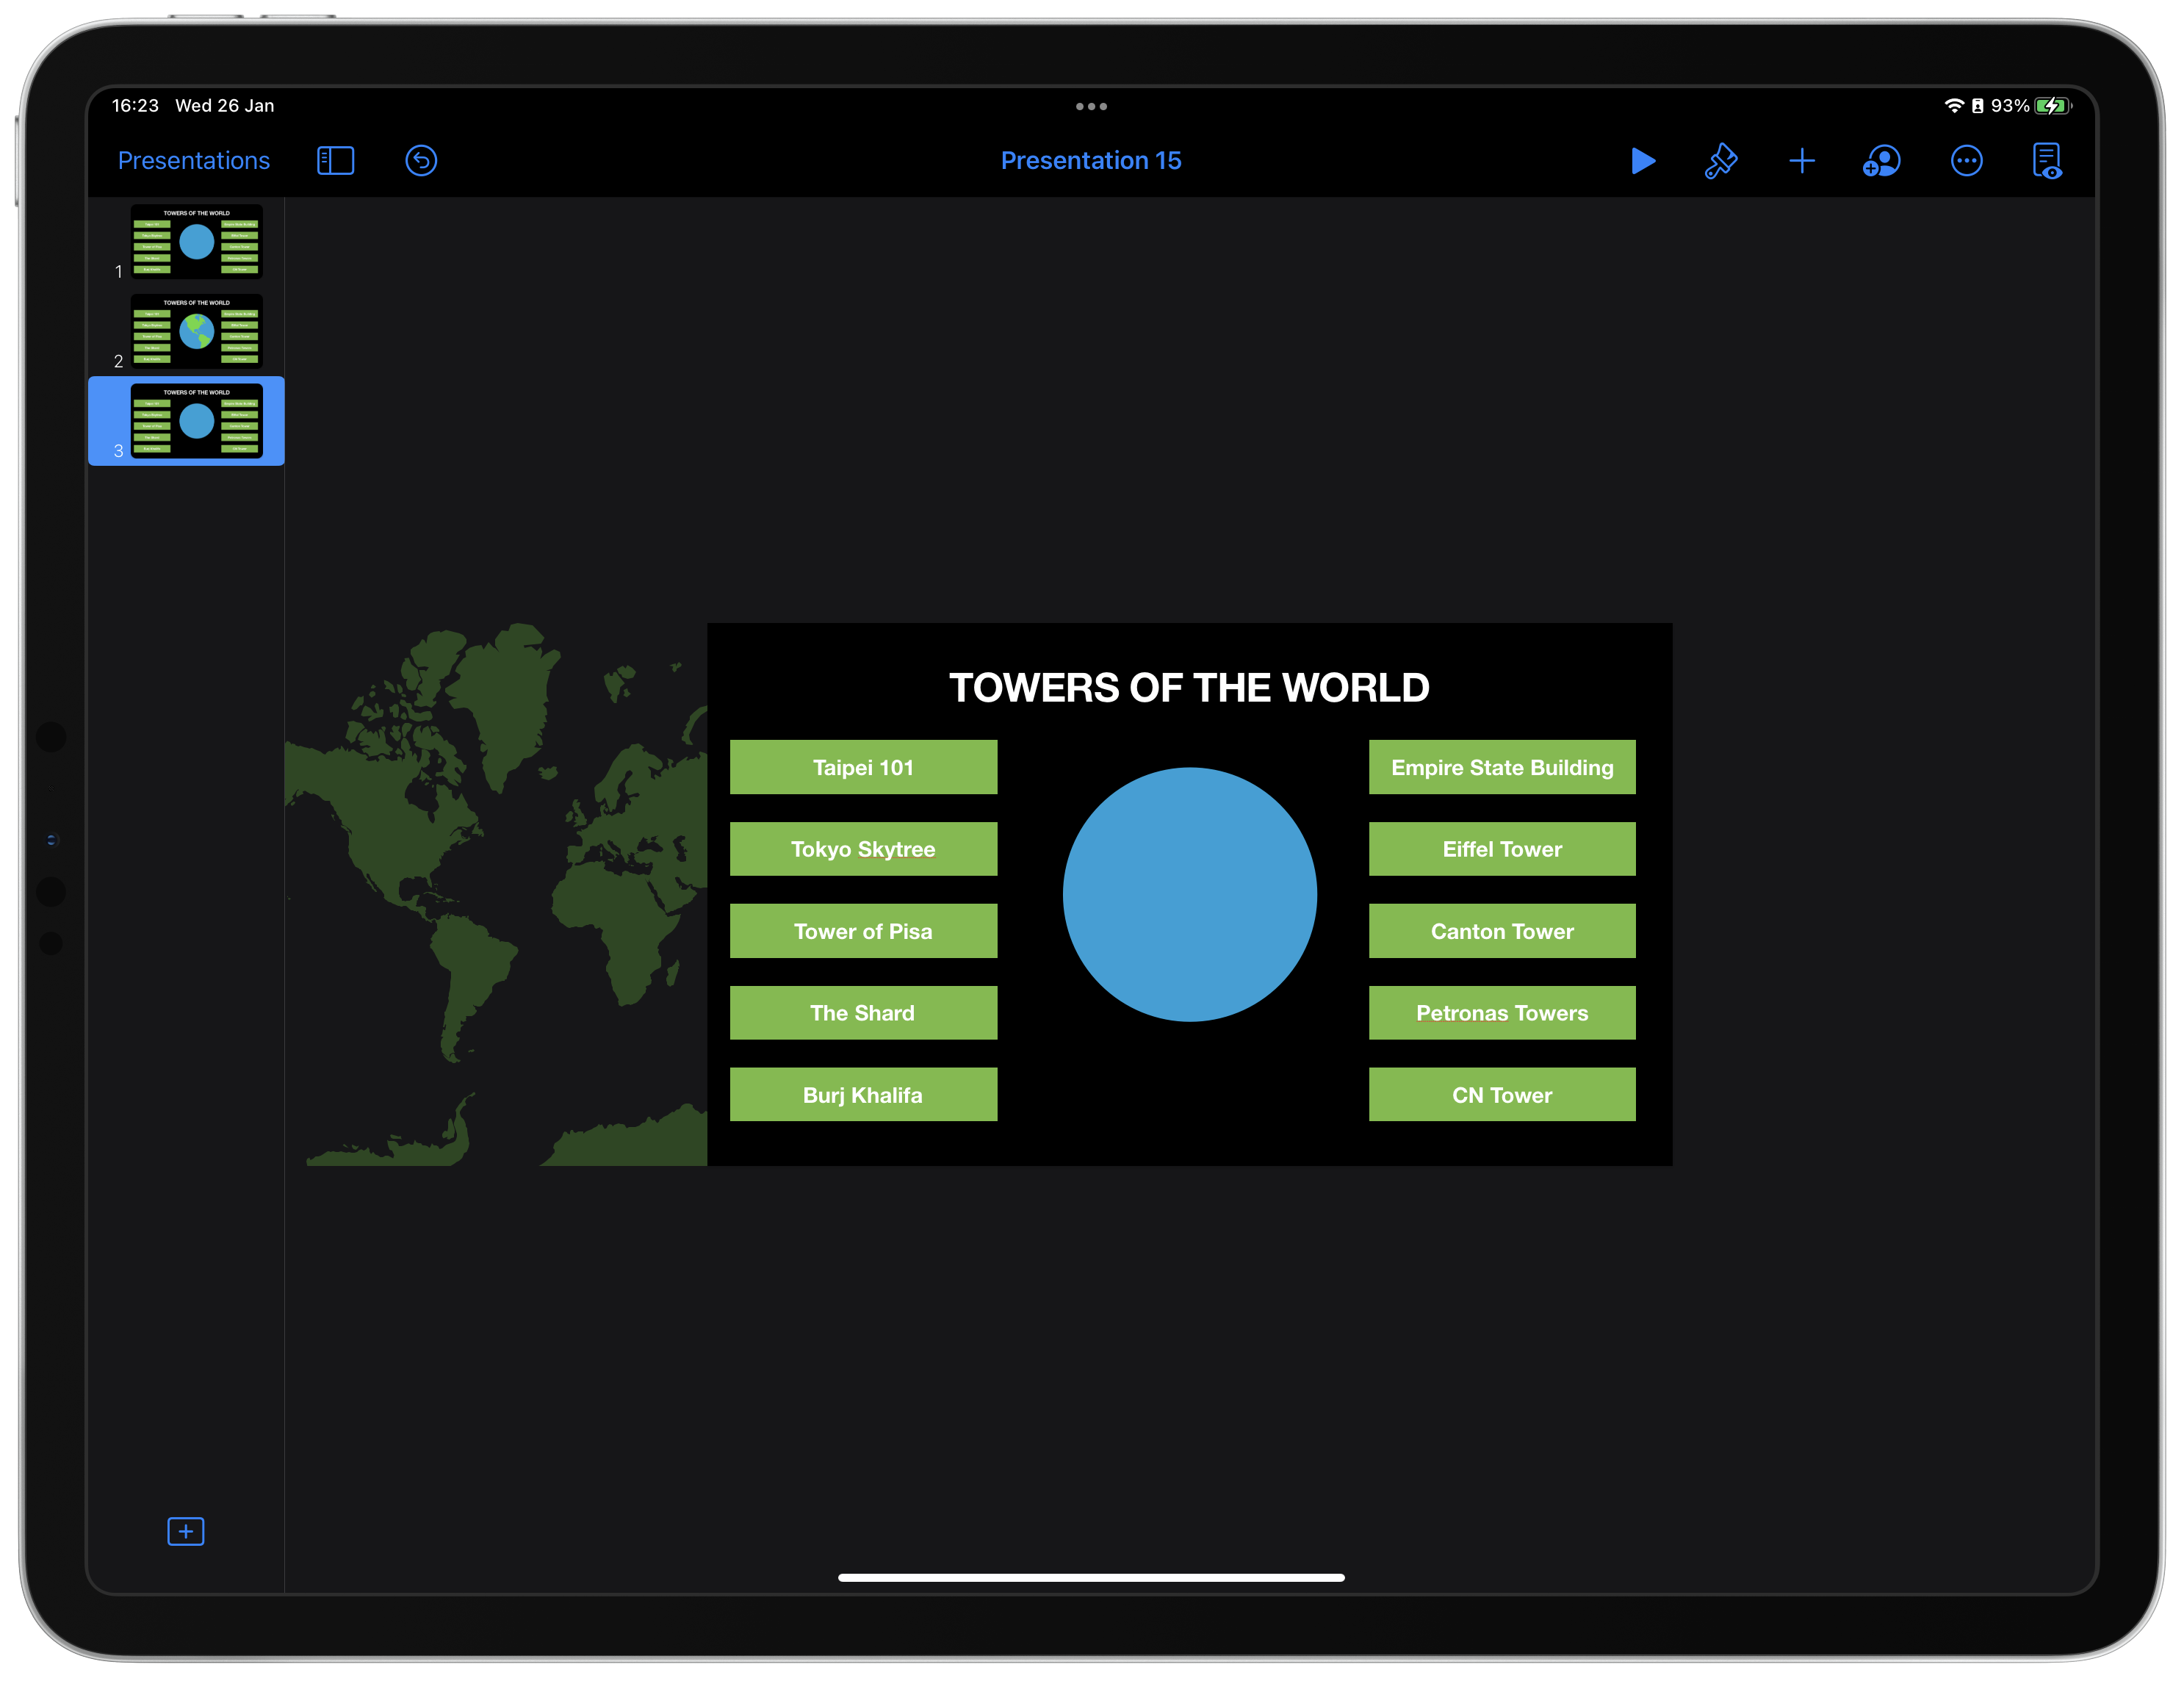 16:23 Wed 26 Jan
93%
Presentations
Presentation 15
TOWERS OF THE WORLD
1
TOWERS OF THE WORLD
2
TOWERS OF THE WORLD
3
TOWERS OF THE WORLD
Taipei 101
Empire State Building
Tokyo Skytree
Eiffel Tower
Tower of Pisa
Canton Tower
The Shard
Petronas Towers
Burj Khalifa
CN Tower